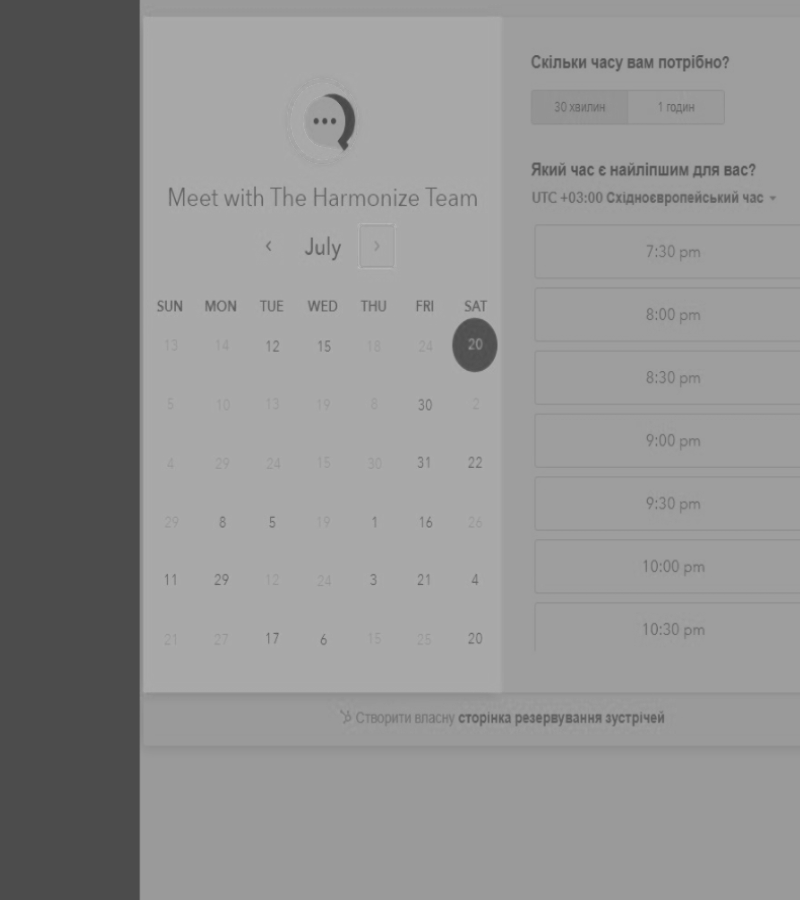 Meet with The Harmonize Team
July
SUN MON TUE WED THU FRI SAT
13 14 12 15 18 24 20
5 10 13 19 8 30 2
4 29 24 15 30 31 22
29 8 5 19 1 16 26
11 29 12 24 3 21 4
21 27 17 6 15 25 20
Скільки часу вам потрібно?
30 хвилин 1 годин
Який час є найліпшим для вас?
UTC +03:00 Східноєвропейський час
7:30 pm
8:00 pm
8:30 pm
9:00 pm
9:30 pm
10:00 pm
10:30 pm
Створити власну сторінка резервування зустрічей